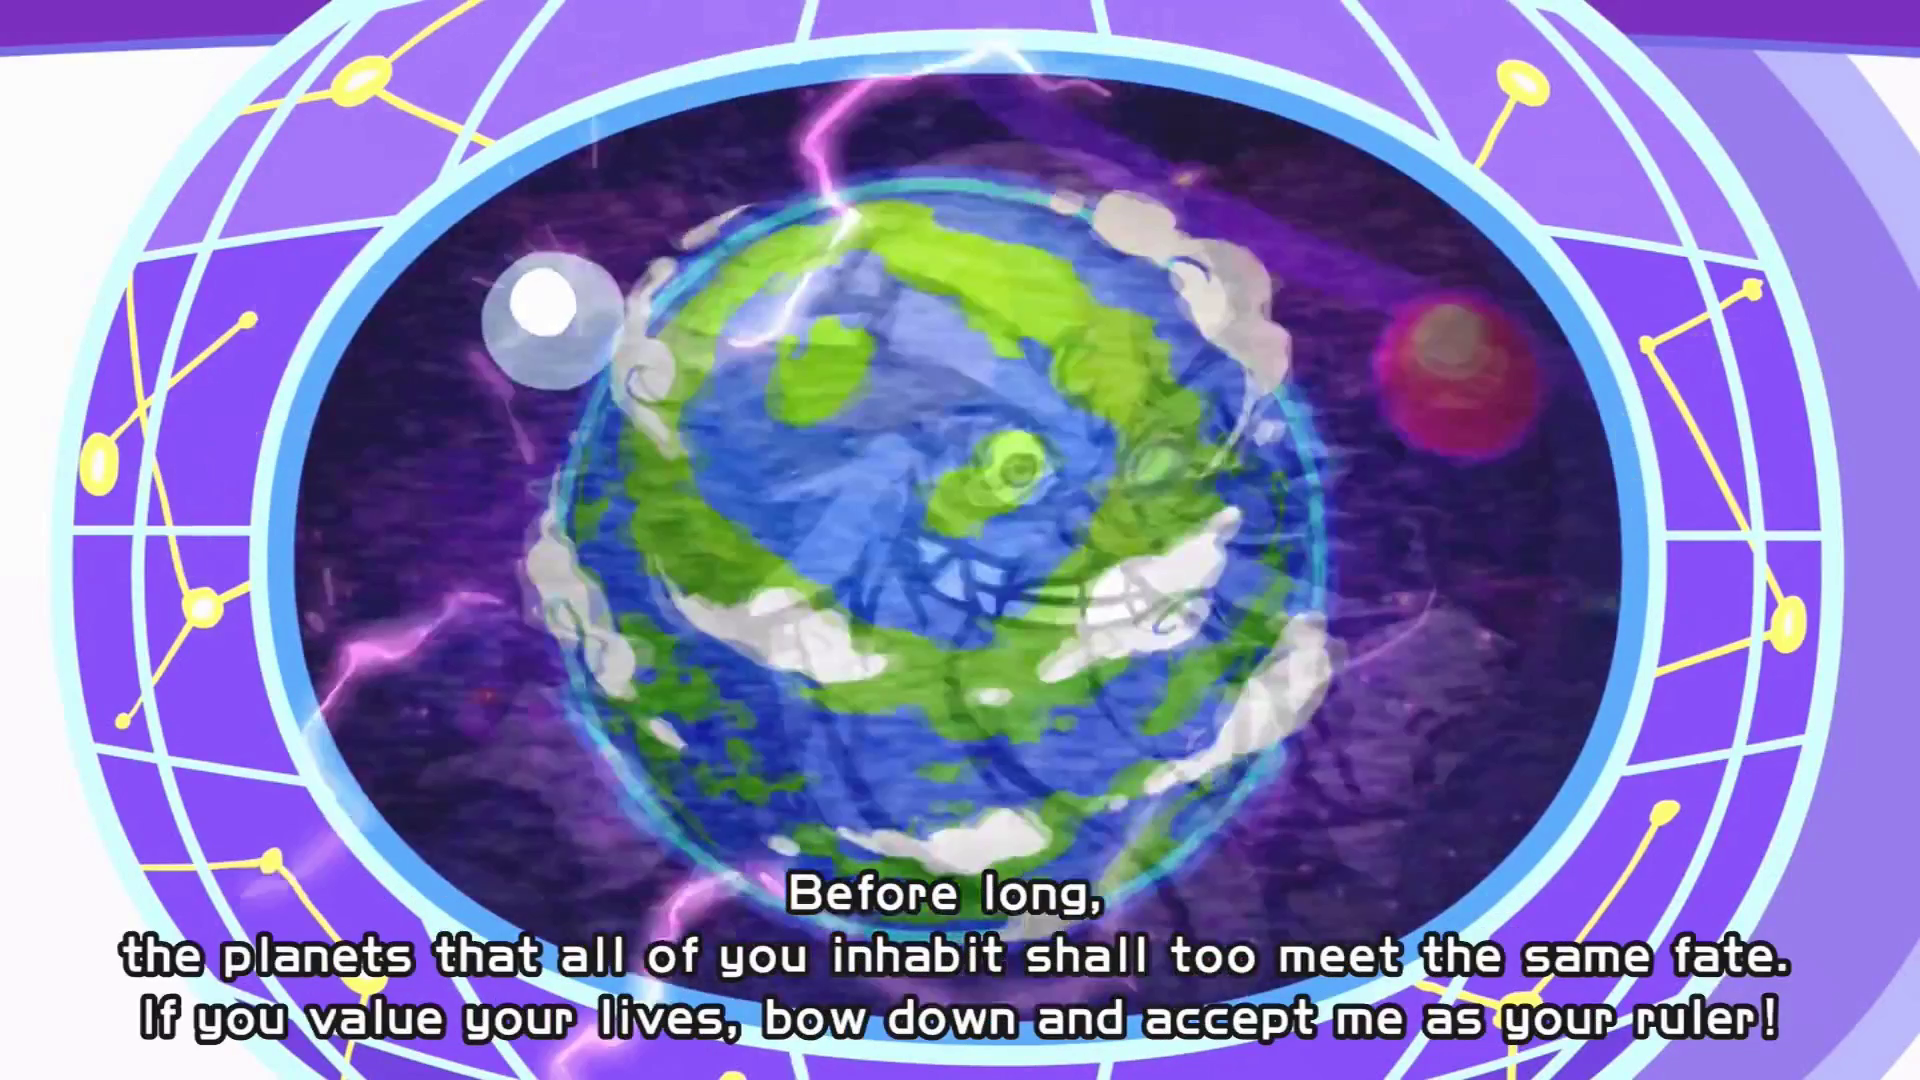 Before long,
the planets that all of you inhabit shall too meet the same fate.
If you value your lives, bow down and accept me as your ruler!